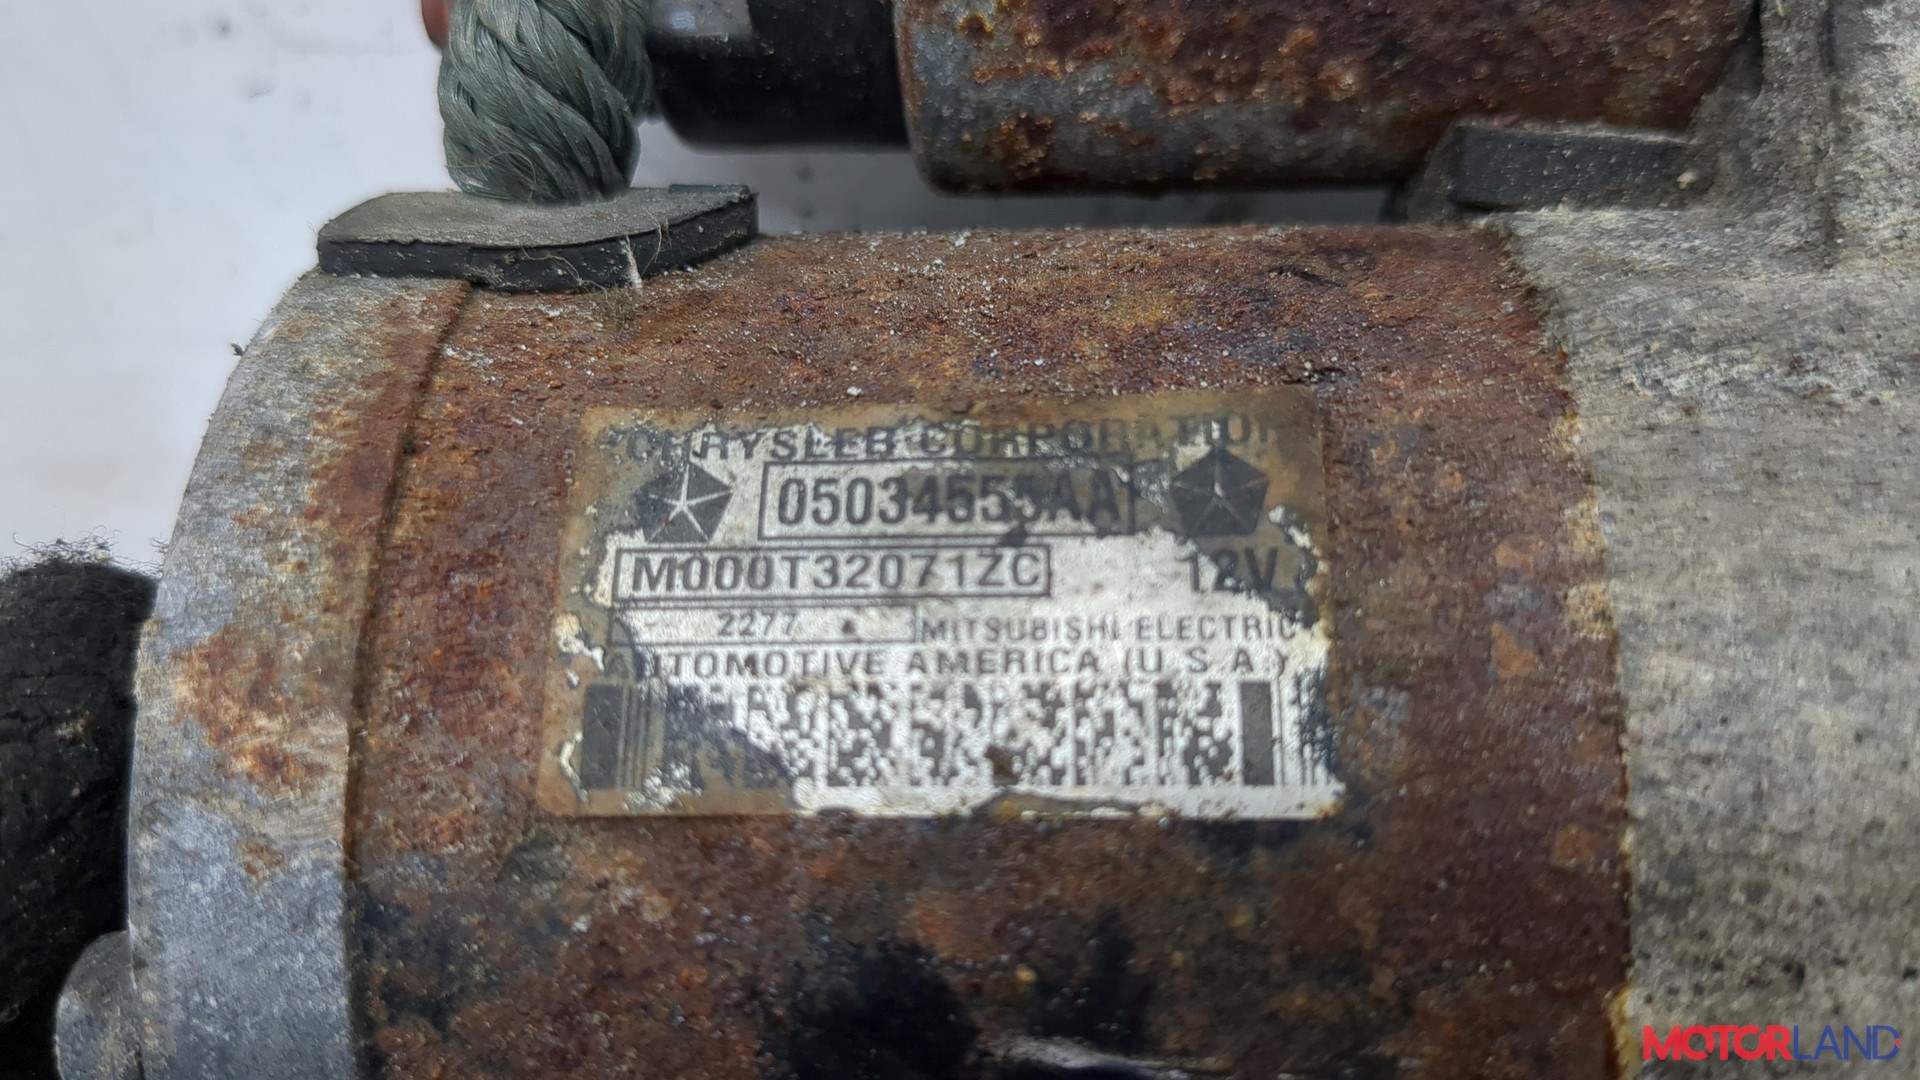 CHRYSLER CORPORATION
05034555AA
M000T32071ZC 12V
2277 MITSUBISHI ELECTRIC
AUTOMOTIVE AMERICA (U.S.A.)
MOTORLAND